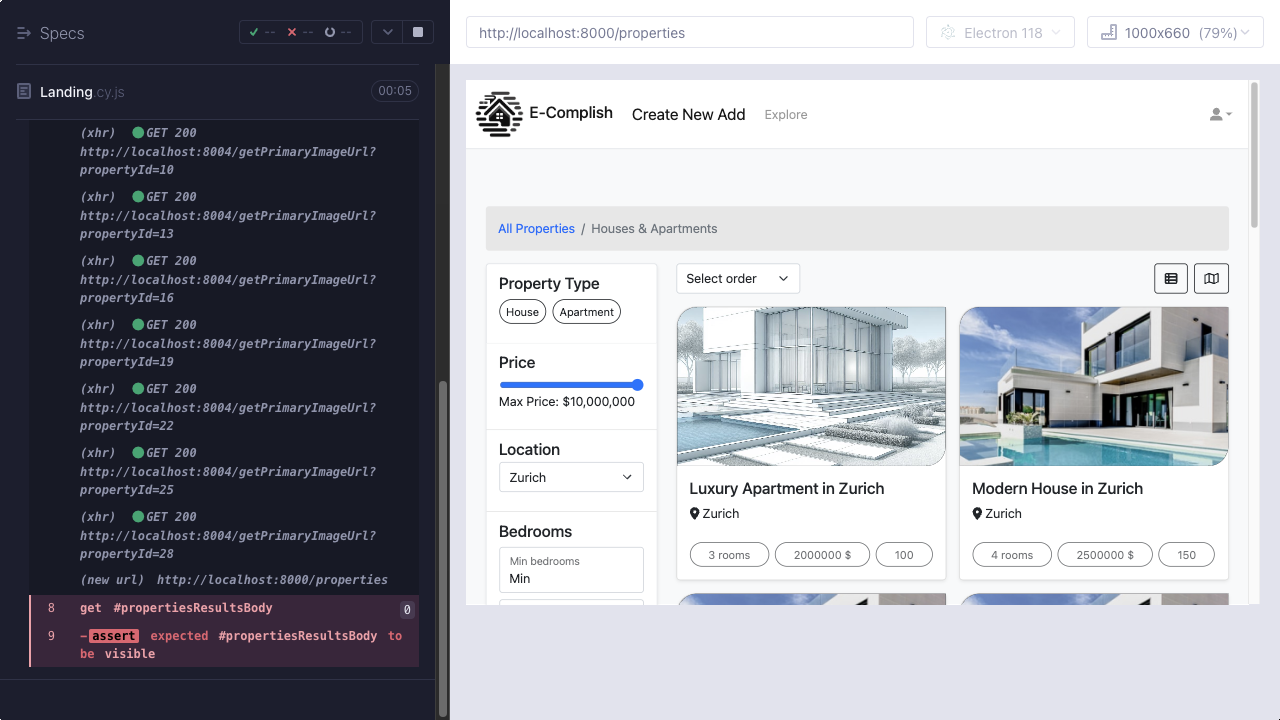 Specs
-- -- --
Landing.cy.js
00:05
(xhr) GET 200
http://localhost:8004/getPrimaryImageUrl?
propertyId=10
(xhr) GET 200
http://localhost:8004/getPrimaryImageUrl?
propertyId=13
(xhr) GET 200
http://localhost:8004/getPrimaryImageUrl?
propertyId=16
(xhr) GET 200
http://localhost:8004/getPrimaryImageUrl?
propertyId=19
(xhr) GET 200
http://localhost:8004/getPrimaryImageUrl?
propertyId=22
(xhr) GET 200
http://localhost:8004/getPrimaryImageUrl?
propertyId=25
(xhr) GET 200
http://localhost:8004/getPrimaryImageUrl?
propertyId=28
(new url) http://localhost:8000/properties
8 get #propertiesResultsBody 0
9 -assert expected #propertiesResultsBody to
be visible
http://localhost:8000/properties
Electron 118
1000x660 (79%)
E-Complish
Create New Add
Explore
All Properties / Houses & Apartments
Property Type
House
Apartment
Price
Max Price: $10,000,000
Location
Zurich
Bedrooms
Min bedrooms
Min
Select order
Luxury Apartment in Zurich
Zurich
3 rooms
2000000 $
100
Modern House in Zurich
Zurich
4 rooms
2500000 $
150